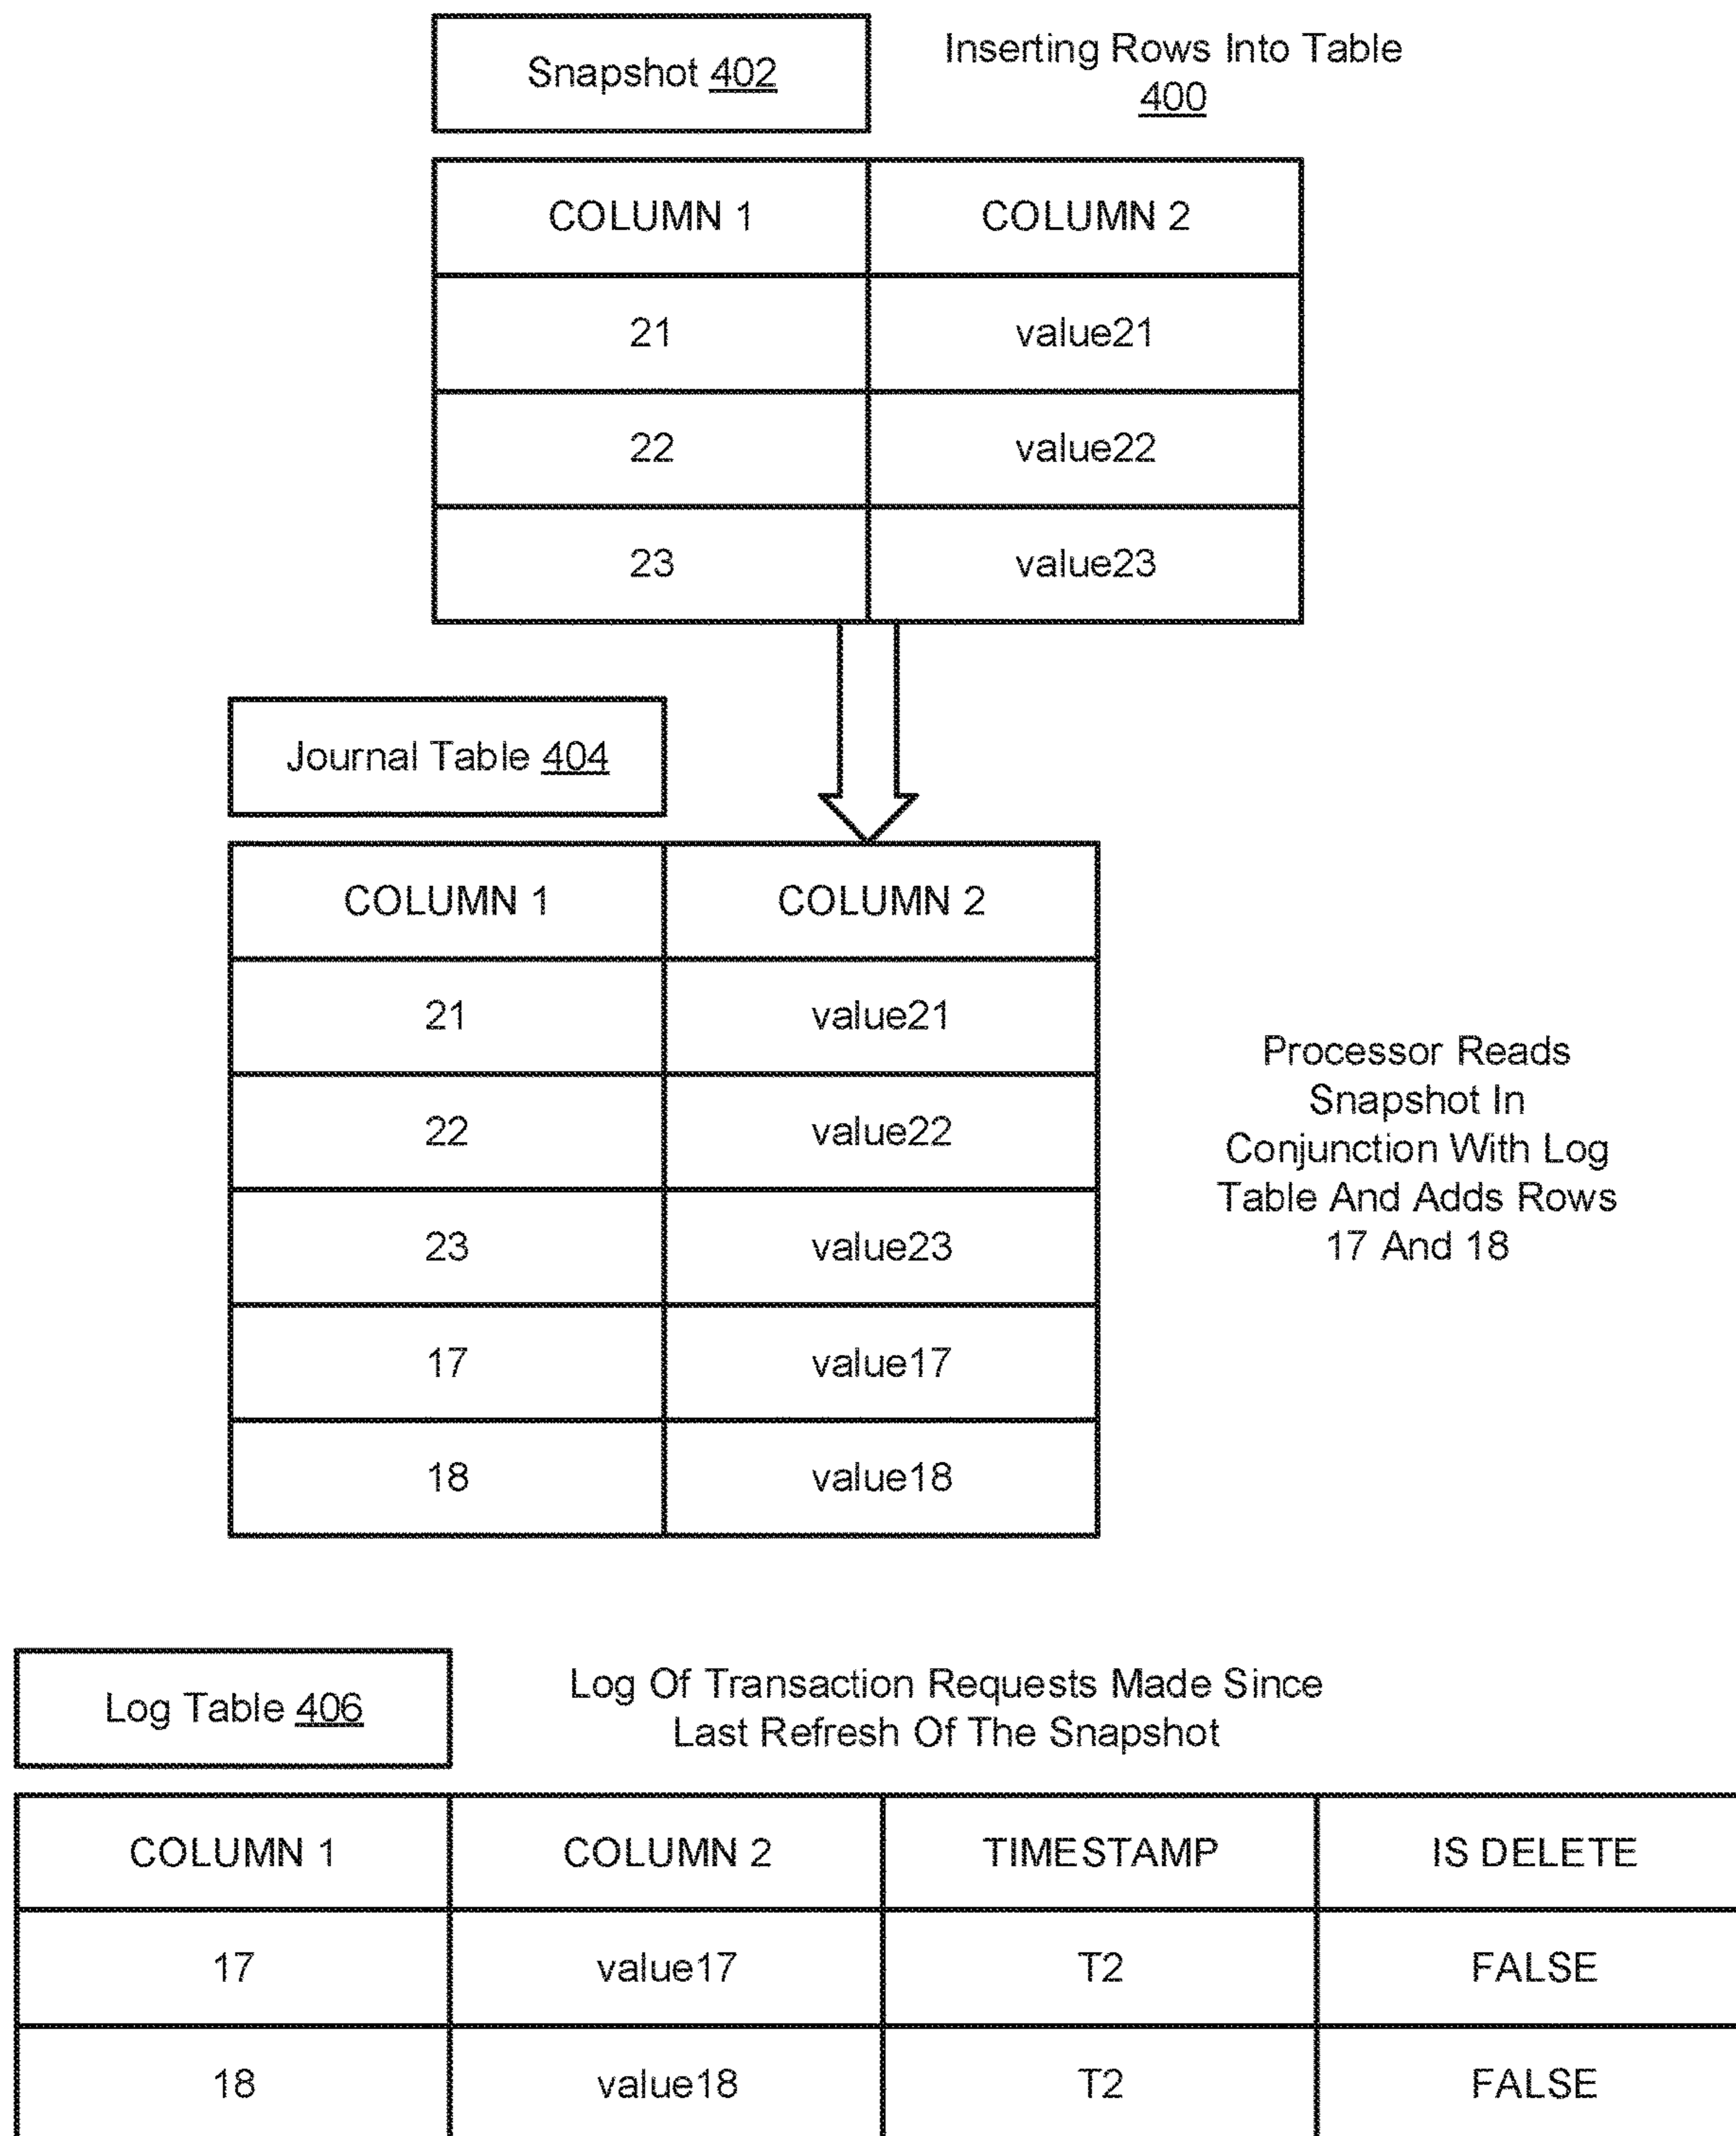 Snapshot 402
Inserting Rows Into Table
400
COLUMN 1 COLUMN 2
21 value21
22 value22
23 value23
Journal Table 404
COLUMN 1 COLUMN 2
21 value21
22 value22
23 value23
17 value17
18 value18
Processor Reads
Snapshot In
Conjunction With Log
Table And Adds Rows
17 And 18
Log Table 406
Log Of Transaction Requests Made Since
Last Refresh Of The Snapshot
COLUMN 1 COLUMN 2 TIMESTAMP IS DELETE
17 value17 T2 FALSE
18 value18 T2 FALSE